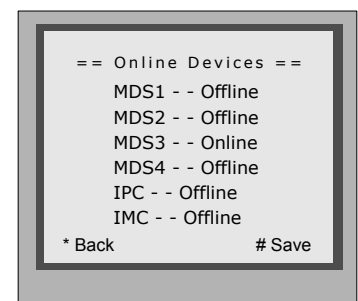 == Online Devices ==
MDS1 - - Offline
MDS2 - - Offline
MDS3 - - Online
MDS4 - - Offline
IPC - - Offline
IMC - - Offline
* Back # Save